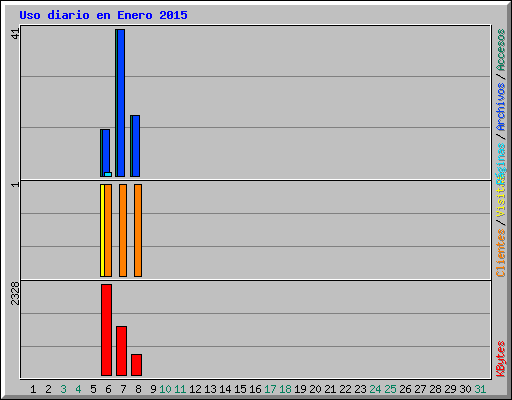 Uso diario en Enero 2015
41
1
2328
1 2 3 4 5 6 7 8 9 10 11 12 13 14 15 16 17 18 19 20 21 22 23 24 25 26 27 28 29 30 31
Clientes / Visitas
Páginas / Archivos / Accesos
KBytes